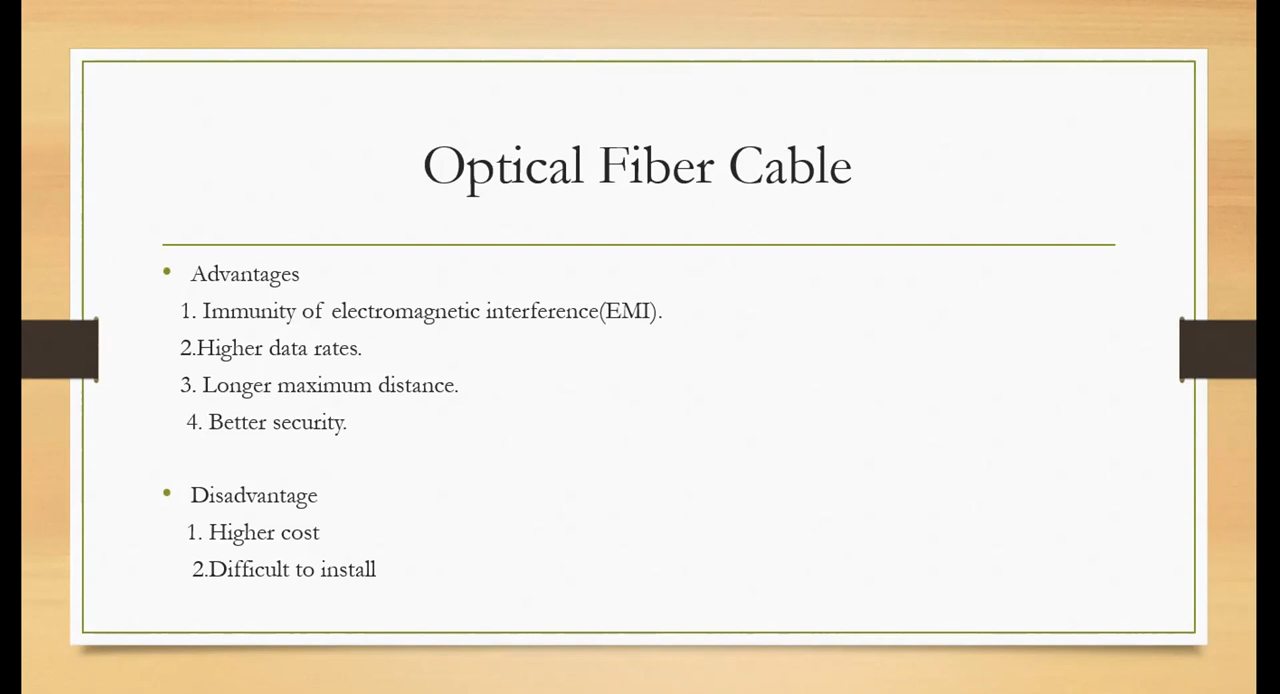 Optical Fiber Cable
• Advantages
1. Immunity of electromagnetic interference(EMI).
2.Higher data rates.
3. Longer maximum distance.
4. Better security.
• Disadvantage
1. Higher cost
2.Difficult to install